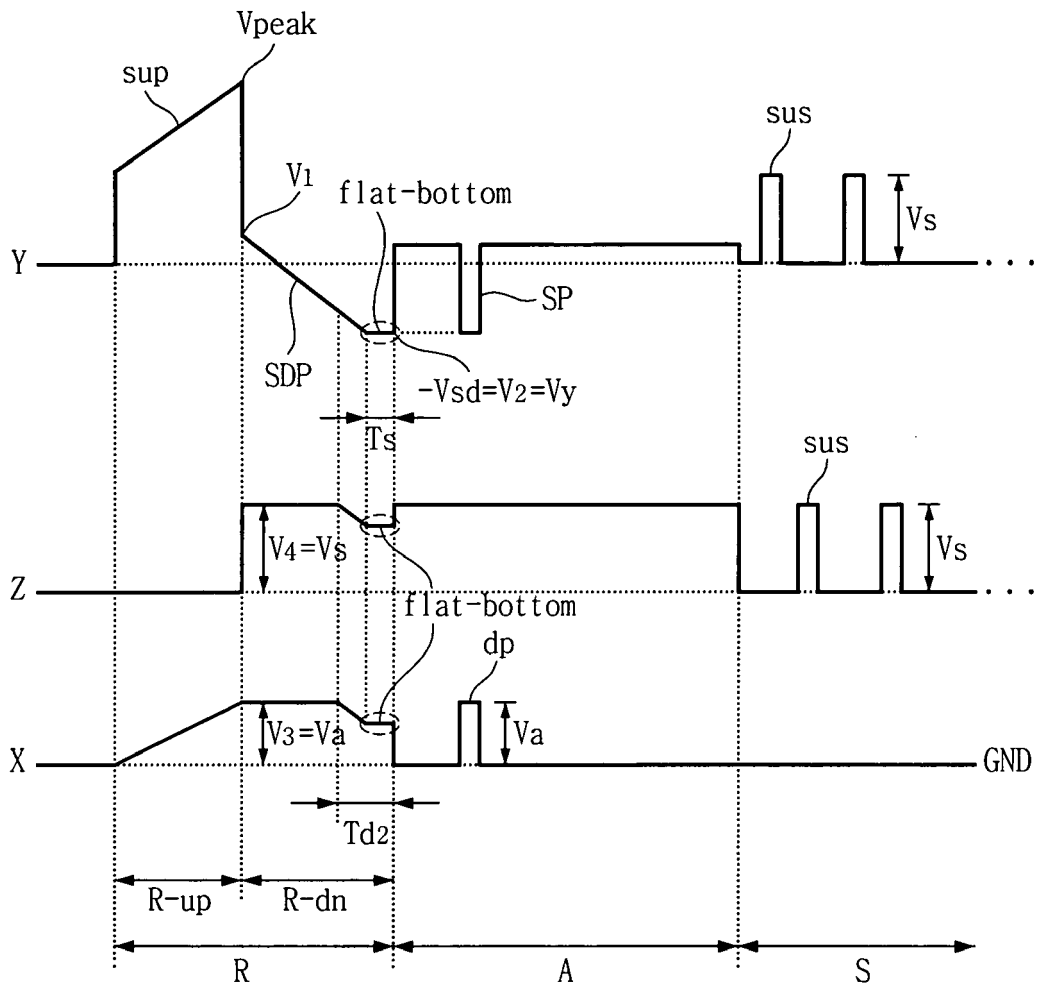 Vpeak
sup
sus
V1
flat-bottom
Vs
Y
SP
SDP
-Vsd=V2=Vy
Ts
sus
V4=Vs
Vs
Z
flat-bottom
dp
V3=Va
Va
X
GND
Td2
R-up
R-dn
R
A
S